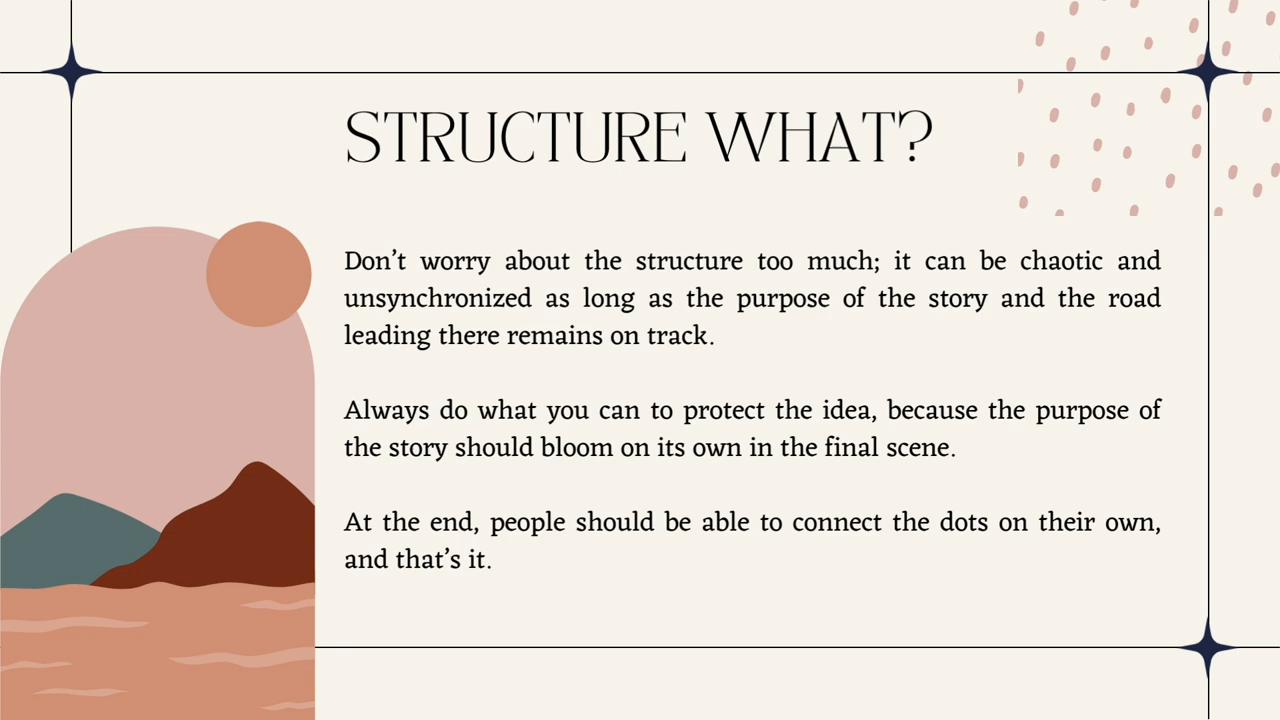 STRUCTURE WHAT?
Don’t worry about the structure too much; it can be chaotic and
unsynchronized as long as the purpose of the story and the road
leading there remains on track.
Always do what you can to protect the idea, because the purpose of
the story should bloom on its own in the final scene.
At the end, people should be able to connect the dots on their own,
and that’s it.